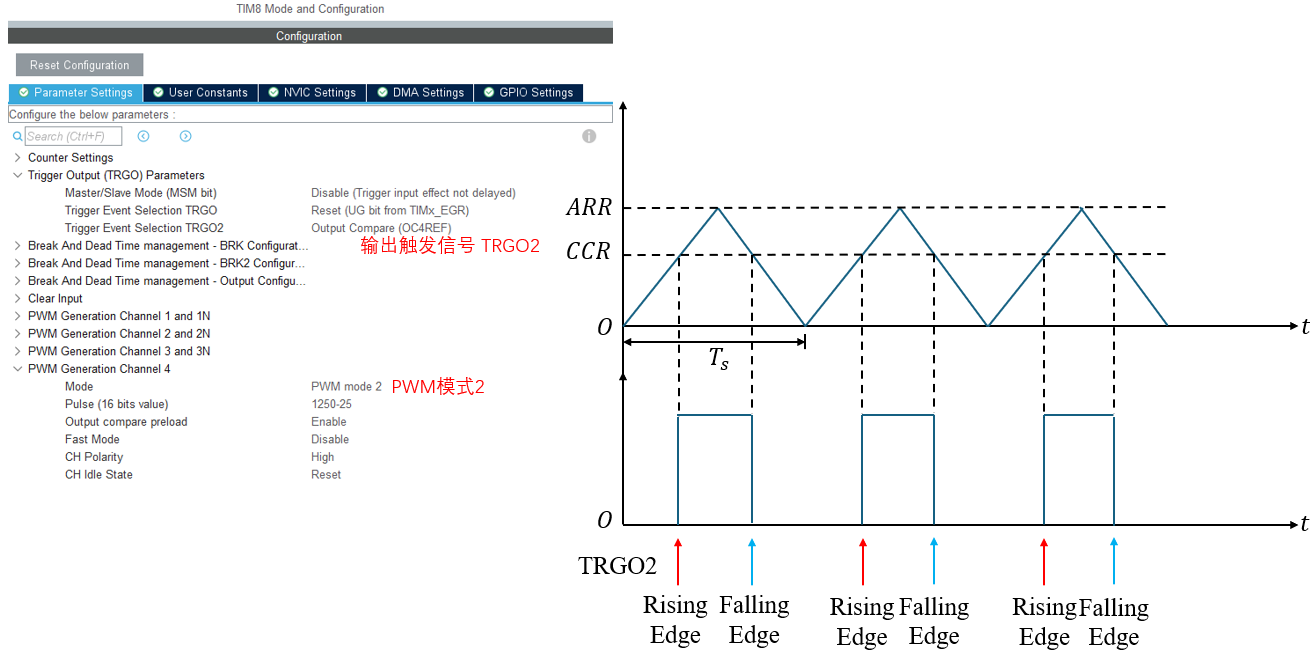 TIM8 Mode and Configuration
Configuration
Reset Configuration
Parameter Settings User Constants NVIC Settings DMA Settings GPIO Settings
Configure the below parameters :
Search (Ctrl+F)
Counter Settings
Trigger Output (TRGO) Parameters
Master/Slave Mode (MSM bit) Disable (Trigger input effect not delayed)
Trigger Event Selection TRGO Reset (UG bit from TIMx_EGR)
Trigger Event Selection TRGO2 Output Compare (OC4REF)
输出触发信号 TRGO2
Break And Dead Time management - BRK Configurat...
Break And Dead Time management - BRK2 Configur...
Break And Dead Time management - Output Configu...
Clear Input
PWM Generation Channel 1 and 1N
PWM Generation Channel 2 and 2N
PWM Generation Channel 3 and 3N
PWM Generation Channel 4
Mode PWM mode 2 PWM模式2
Pulse (16 bits value) 1250-25
Output compare preload Enable
Fast Mode Disable
CH Polarity High
CH Idle State Reset
ARR
CCR
O t
Ts
O t
TRGO2
Rising Edge
Falling Edge
Rising Edge
Falling Edge
Rising Edge
Falling Edge